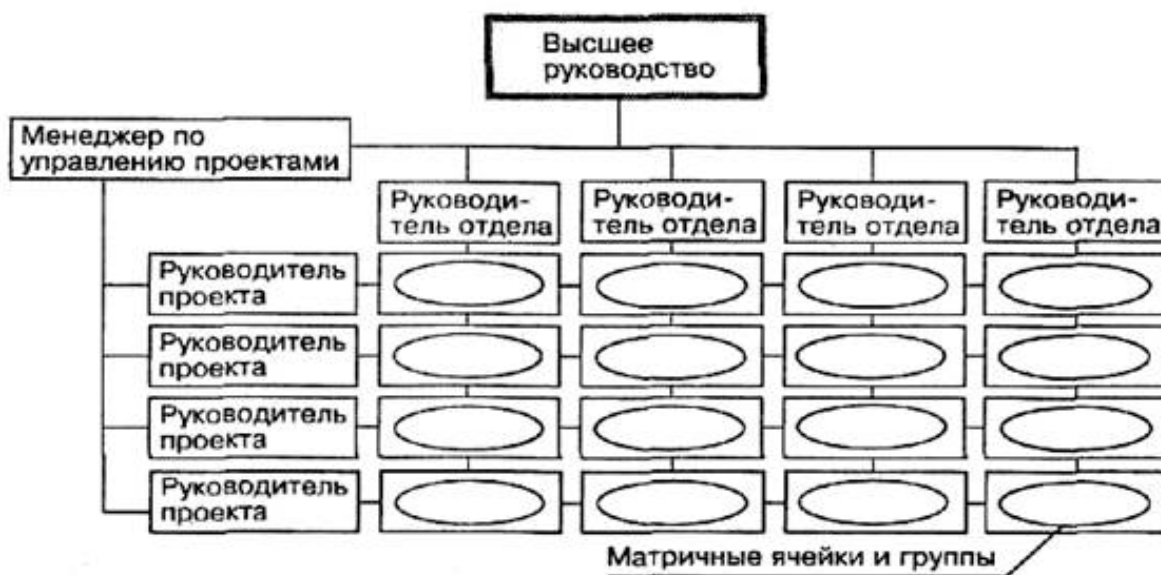 Высшее
руководство
Менеджер по
управлению проектами
Руководи-
тель отдела
Руководи-
тель отдела
Руководи-
тель отдела
Руководи-
тель отдела
Руководитель
проекта
Руководитель
проекта
Руководитель
проекта
Руководитель
проекта
Матричные ячейки и группы